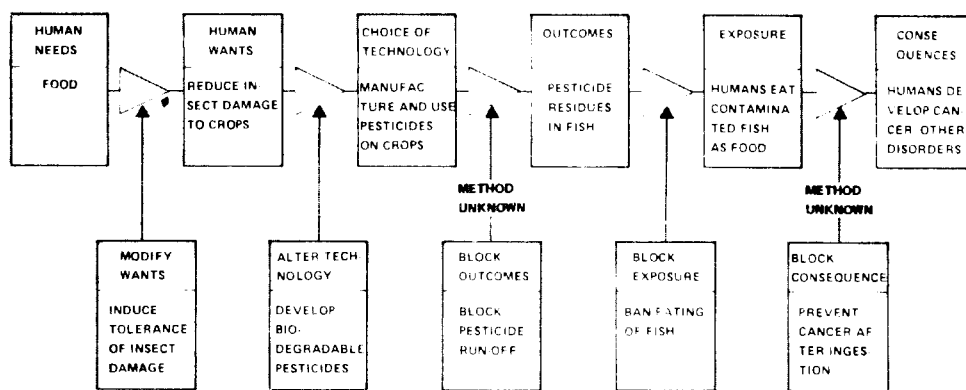 HUMAN
NEEDS
FOOD
HUMAN
WANTS
REDUCE IN-
SECT DAMAGE
TO CROPS
CHOICE OF
TECHNOLOGY
MANUFAC
TURE AND USE
PESTICIDES
ON CROPS
OUTCOMES
PESTICIDE
RESIDUES
IN FISH
EXPOSURE
HUMANS EAT
CONTAMINA
TED FISH
AS FOOD
CONSE
QUENCES
HUMANS DE
VELOP CAN-
CER OTHER
DISORDERS
METHOD
UNKNOWN
METHOD
UNKNOWN
MODIFY
WANTS
INDUCE
TOLERANCE
OF INSECT
DAMAGE
ALTER TECH-
NOLOGY
DEVELOP
BIO-
DEGRADABLE
PESTICIDES
BLOCK
OUTCOMES
BLOCK
PESTICIDE
RUN-OFF
BLOCK
EXPOSURE
BAN EATING
OF FISH
BLOCK
CONSEQUENCE
PREVENT
CANCER AF
TER INGES-
TION